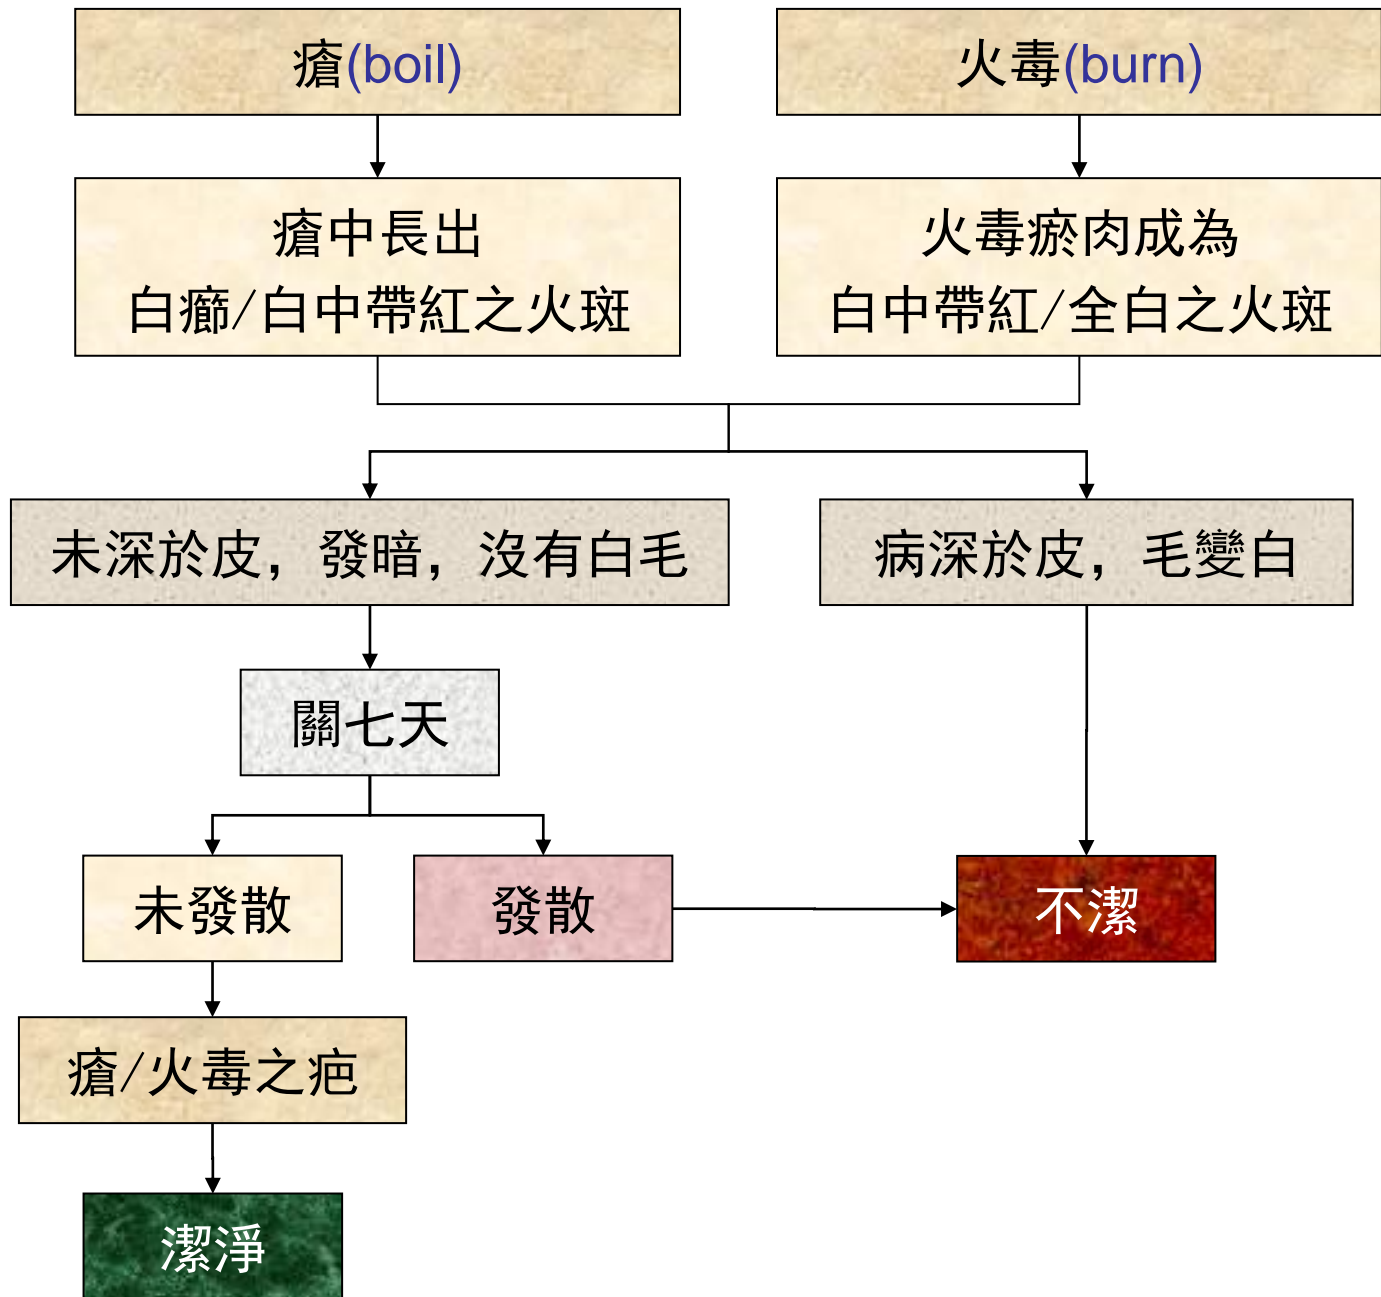 瘡(boil)
火毒(burn)
瘡中長出
白癤/白中帶紅之火斑
火毒瘀肉成為
白中帶紅/全白之火斑
未深於皮，發暗，沒有白毛
病深於皮，毛變白
關七天
未發散
發散
不潔
瘡/火毒之疤
潔淨